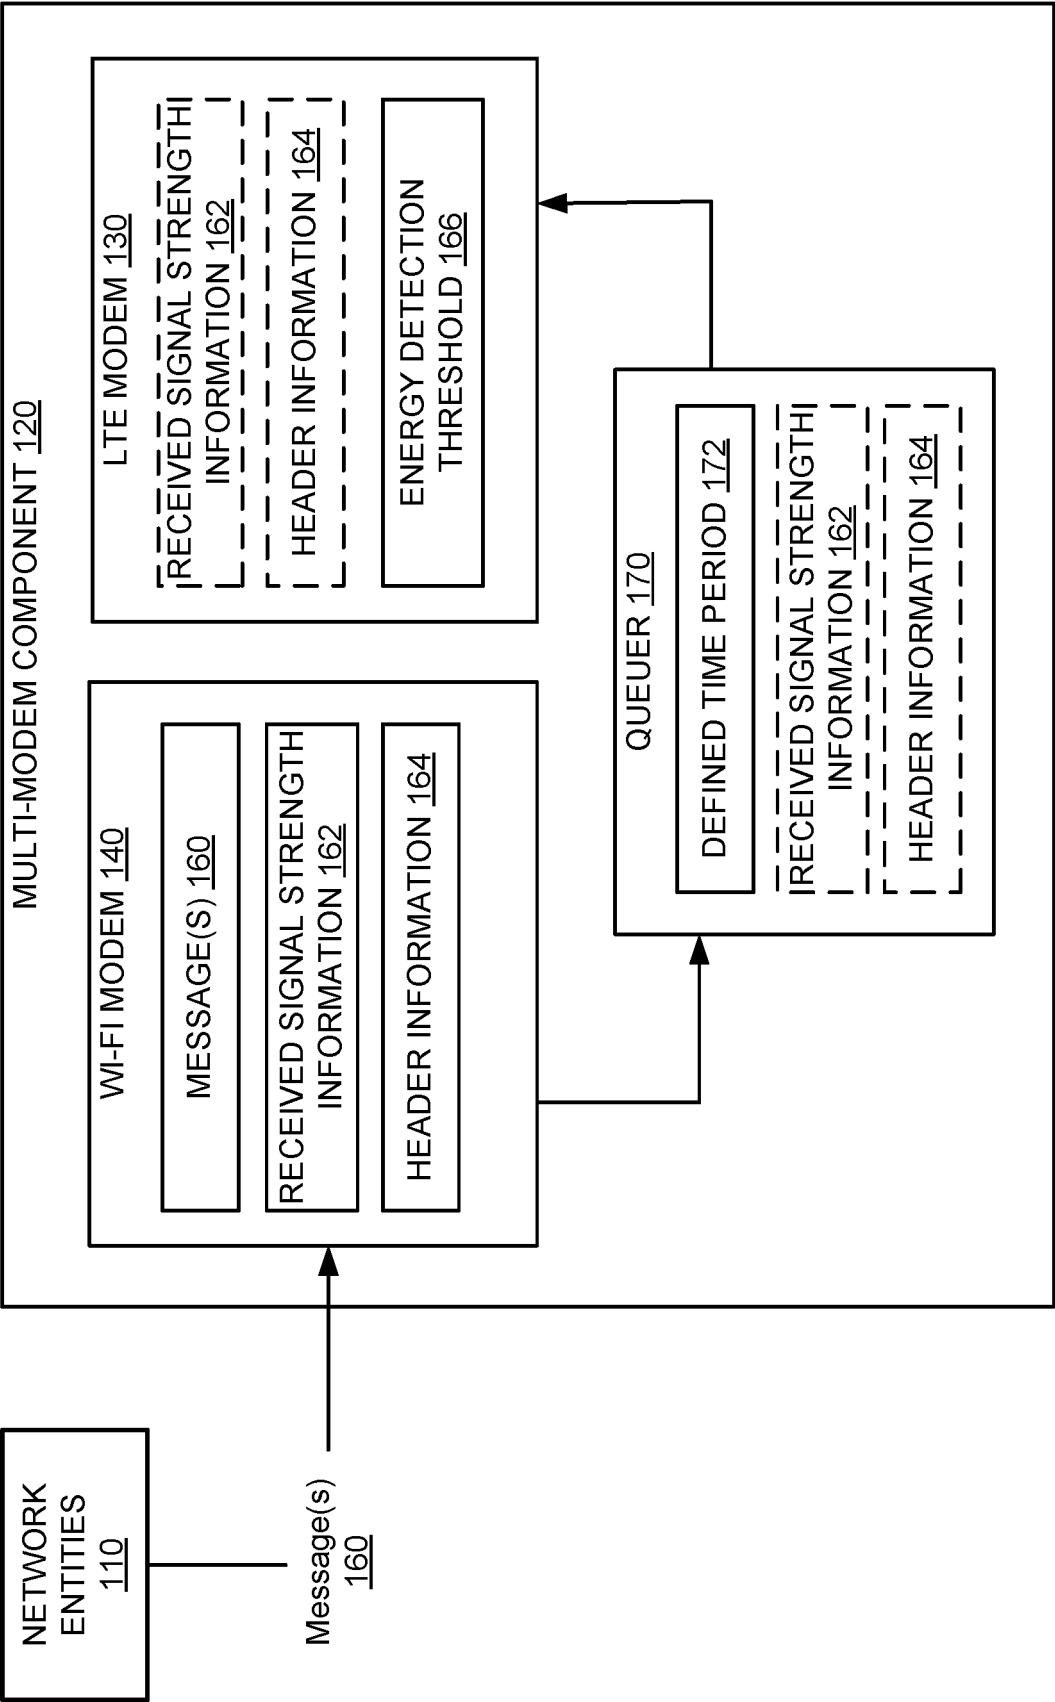 NETWORK
ENTITIES
110
Message(s)
160
MULTI-MODEM COMPONENT 120
WI-FI MODEM 140
MESSAGE(S) 160
RECEIVED SIGNAL STRENGTH
INFORMATION 162
HEADER INFORMATION 164
LTE MODEM 130
RECEIVED SIGNAL STRENGTH
INFORMATION 162
HEADER INFORMATION 164
ENERGY DETECTION
THRESHOLD 166
QUEUER 170
DEFINED TIME PERIOD 172
RECEIVED SIGNAL STRENGTH
INFORMATION 162
HEADER INFORMATION 164